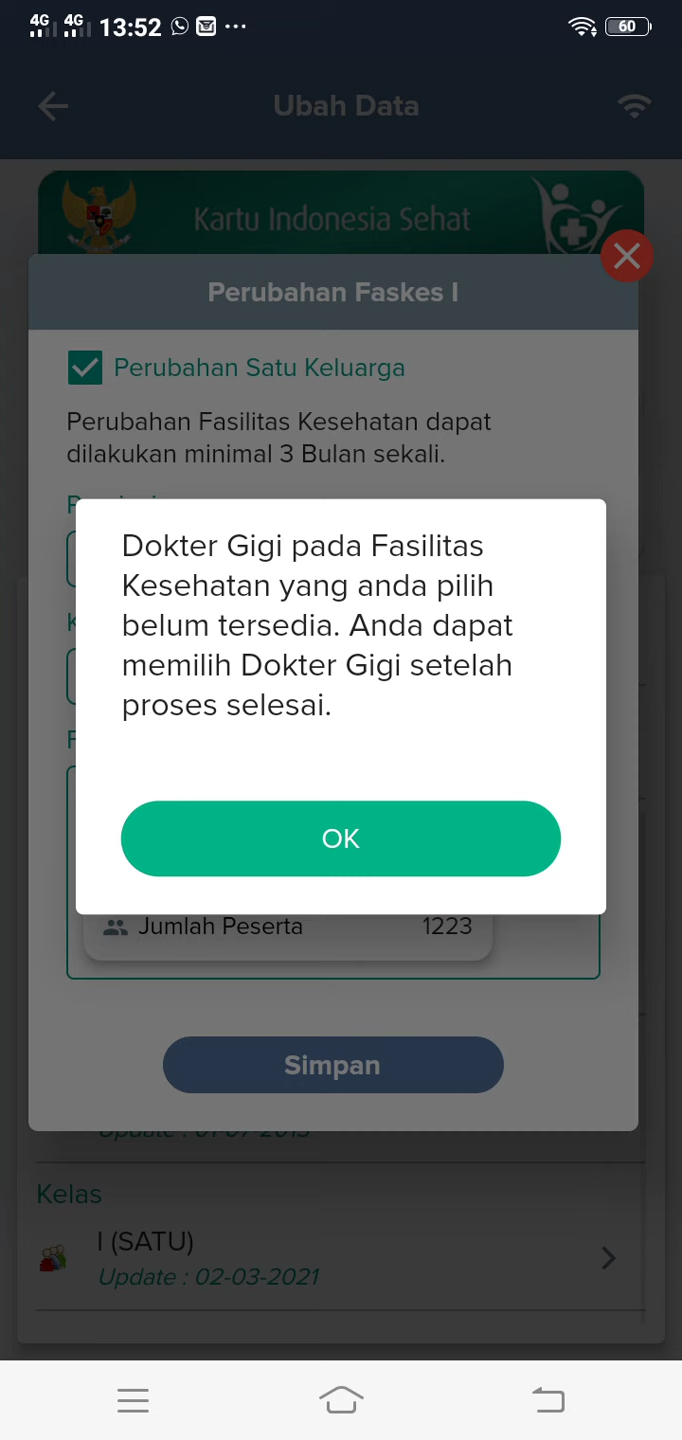 4G 4G 13:52 ... 60
Ubah Data
Kartu Indonesia Sehat
Perubahan Faskes I
Perubahan Satu Keluarga
Perubahan Fasilitas Kesehatan dapat
dilakukan minimal 3 Bulan sekali.
Dokter Gigi pada Fasilitas
Kesehatan yang anda pilih
belum tersedia. Anda dapat
memilih Dokter Gigi setelah
proses selesai.
OK
Jumlah Peserta 1223
Simpan
Kelas
I (SATU)
Update : 02-03-2021